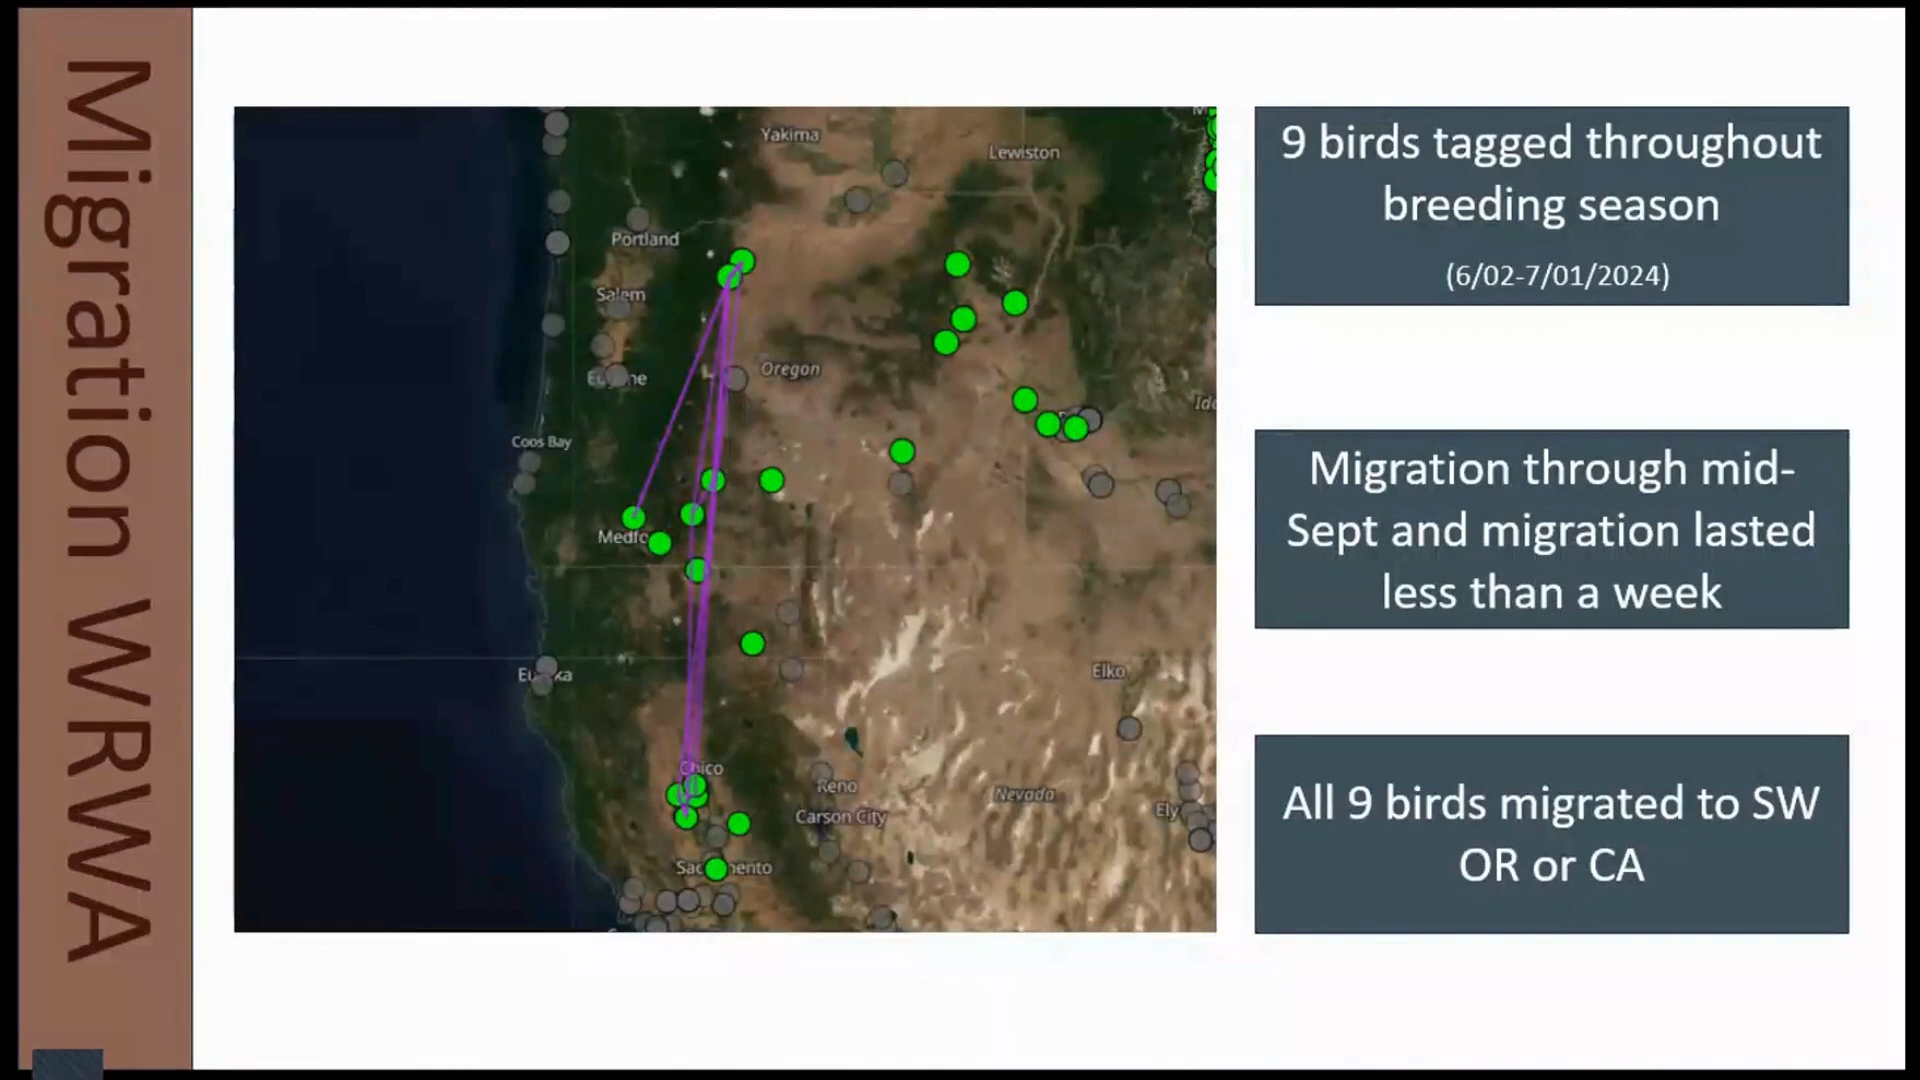 Migration WRWA
Yakima
Lewiston
Portland
Salem
Oregon
Coos Bay
Elko
Chico
Reno
Nevada
Carson City
Ely
9 birds tagged throughout
breeding season
(6/02-7/01/2024)
Migration through mid-
Sept and migration lasted
less than a week
All 9 birds migrated to SW
OR or CA